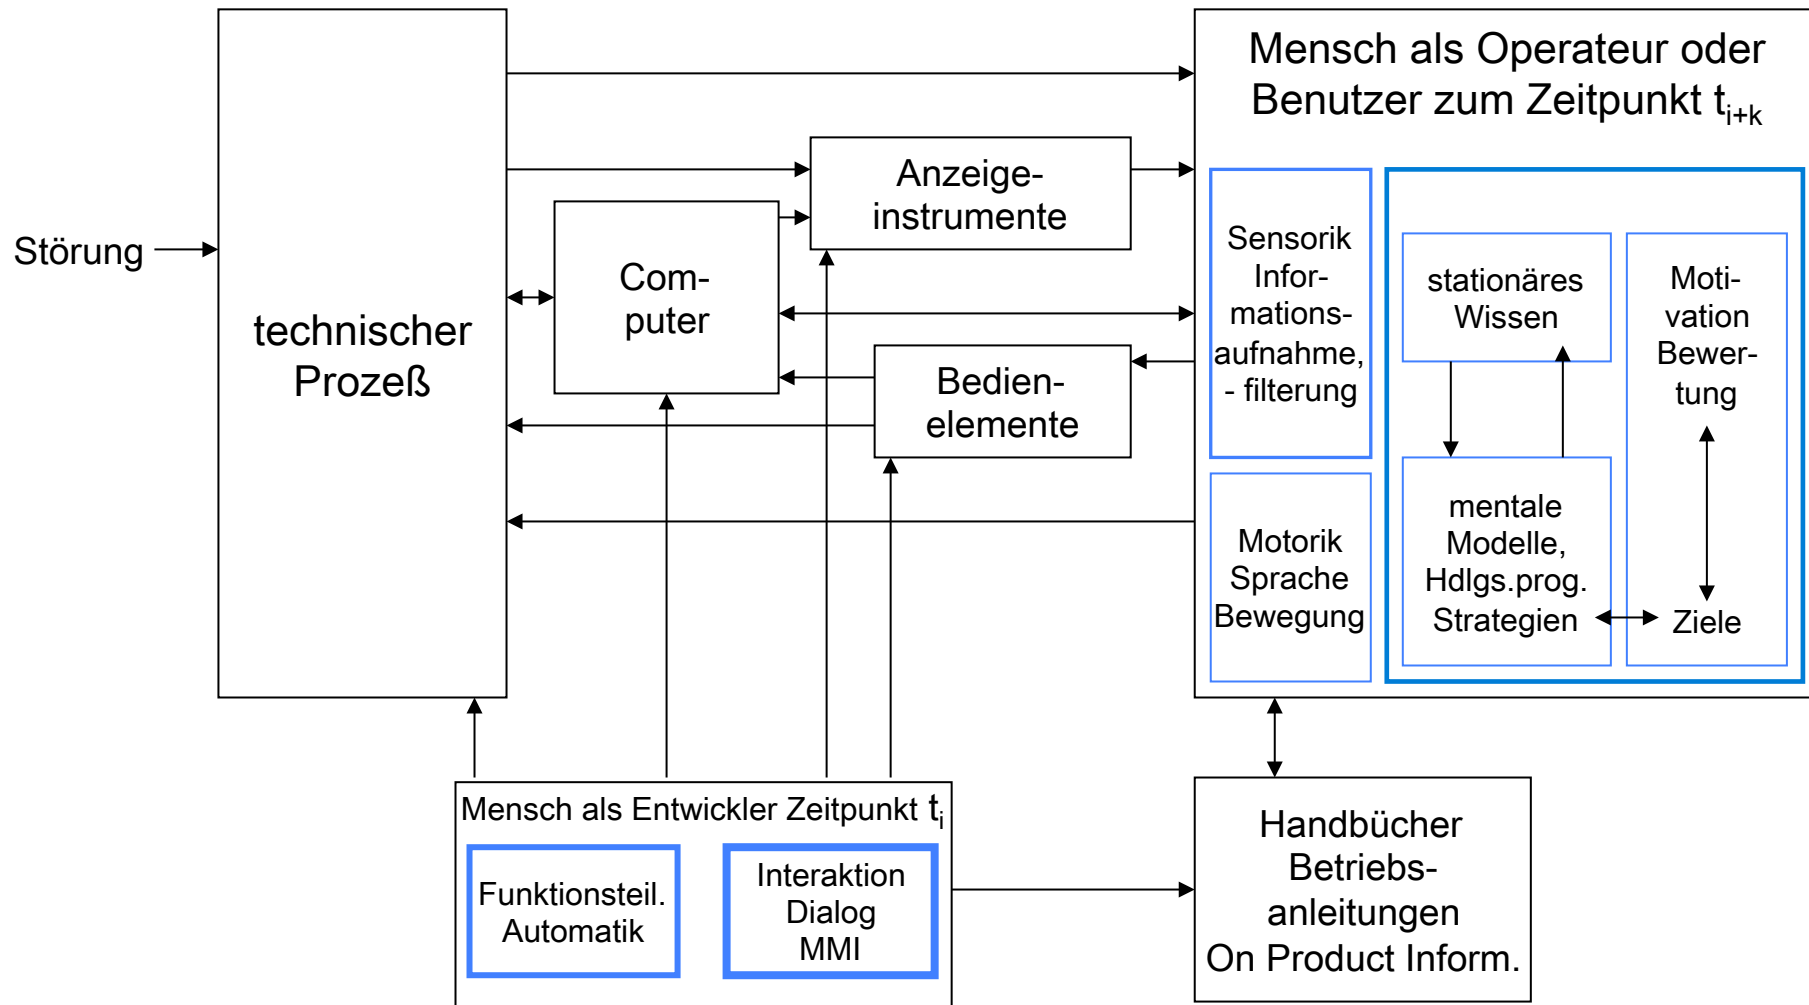 Mensch als Operateur oder
Benutzer zum Zeitpunkt t_{i+k}
Störung
technischer
Prozeß
Anzeige-
instrumente
Com-
puter
Bedien-
elemente
Sensorik
Infor-
mations-
aufnahme,
- filterung
Motorik
Sprache
Bewegung
stationäres
Wissen
mentale
Modelle,
Hdlgs.prog.
Strategien
Moti-
vation
Bewer-
tung
Ziele
Mensch als Entwickler Zeitpunkt t_i
Funktionsteil.
Automatik
Interaktion
Dialog
MMI
Handbücher
Betriebs-
anleitungen
On Product Inform.